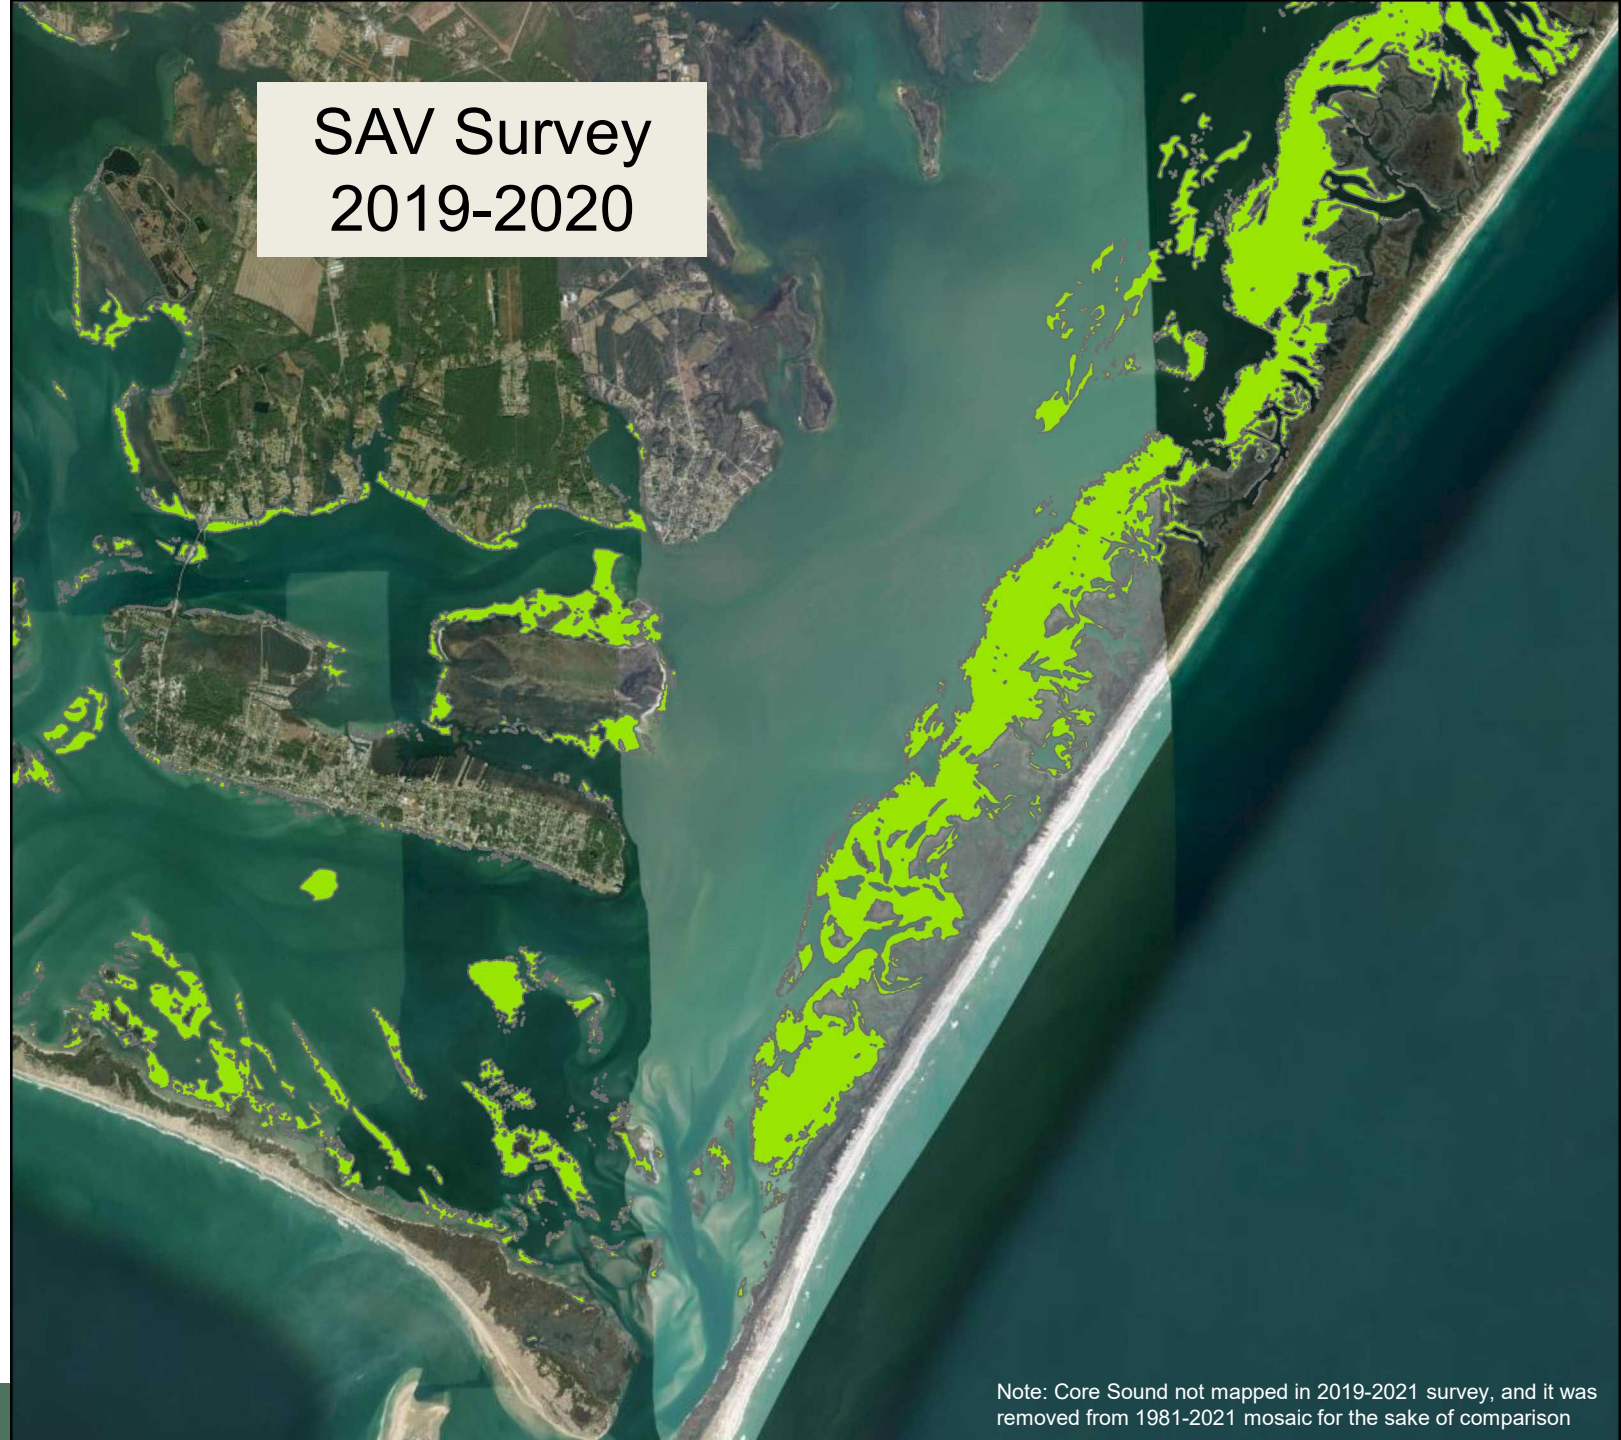 SAV Survey
2019-2020
Note: Core Sound not mapped in 2019-2021 survey, and it was
removed from 1981-2021 mosaic for the sake of comparison